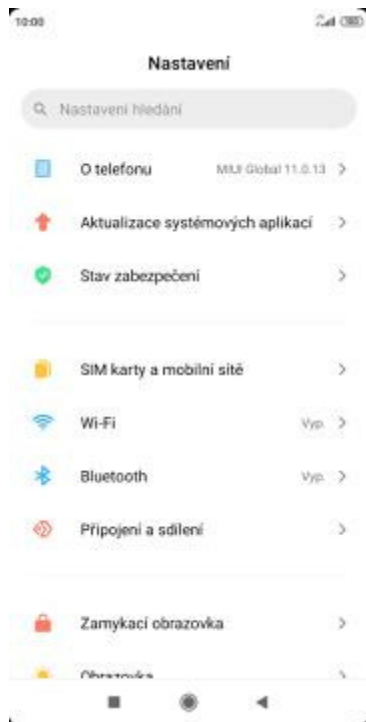 10:00
Nastavení
Nastavení hledání
O telefonu MIUI Global 11.0.13
Aktualizace systémových aplikací
Stav zabezpečení
SIM karty a mobilní sítě
Wi-Fi Vyp.
Bluetooth Vyp.
Připojení a sdílení
Zamykací obrazovka
Obrazovka